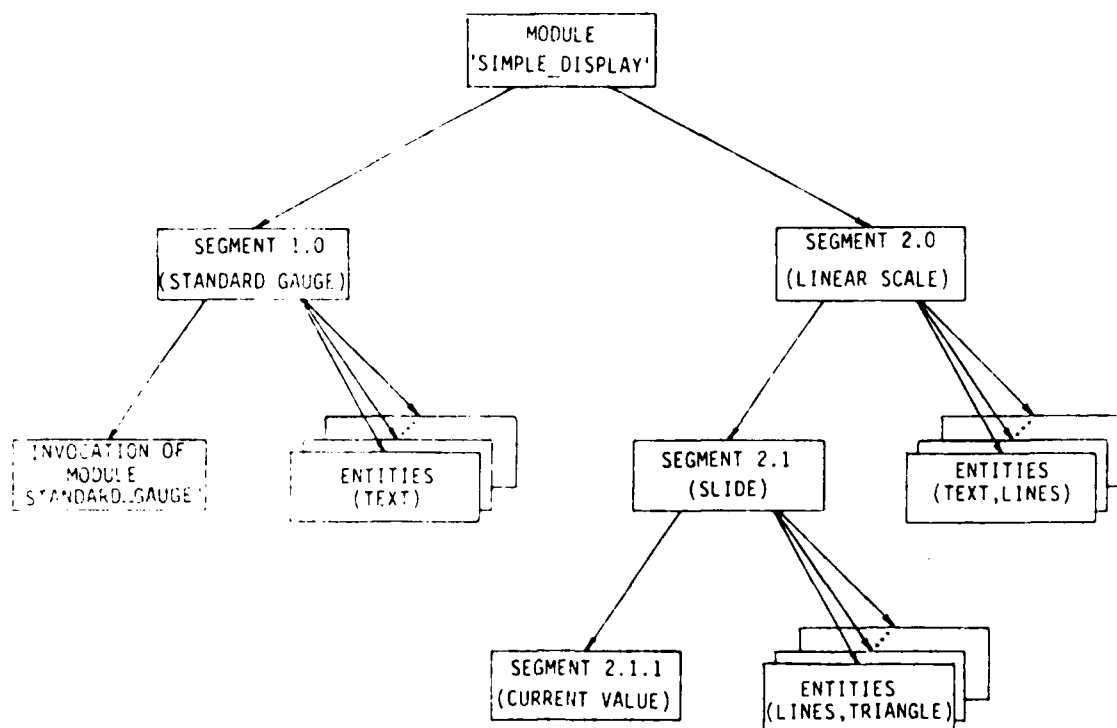 MODULE
'SIMPLE_DISPLAY'
SEGMENT 1.0
(STANDARD GAUGE)
SEGMENT 2.0
(LINEAR SCALE)
INVOCATION OF
MODULE
STANDARD_GAUGE'
ENTITIES
(TEXT)
SEGMENT 2.1
(SLIDE)
ENTITIES
(TEXT,LINES)
SEGMENT 2.1.1
(CURRENT VALUE)
ENTITIES
(LINES,TRIANGLE)